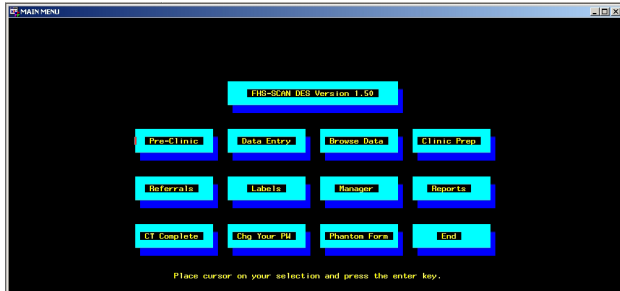 MAIN MENU
FHS-SCAN DES Version 1.50
Pre-Clinic Data Entry Browse Data Clinic Prep
Referrals Labels Manager Reports
CT Complete Chg Your PW Phantom Form End
Place cursor on your selection and press the enter key.